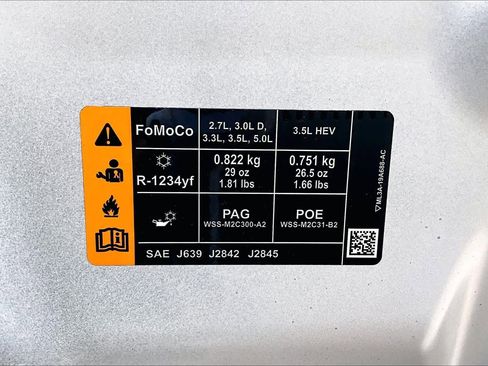 FoMoCo
2.7L, 3.0L D,
3.3L, 3.5L, 5.0L
3.5L HEV
R-1234yf
0.822 kg
29 oz
1.81 lbs
0.751 kg
26.5 oz
1.66 lbs
PAG
WSS-M2C300-A2
POE
WSS-M2C31-B2
SAE J639 J2842 J2845
ML3A-19A688-AC